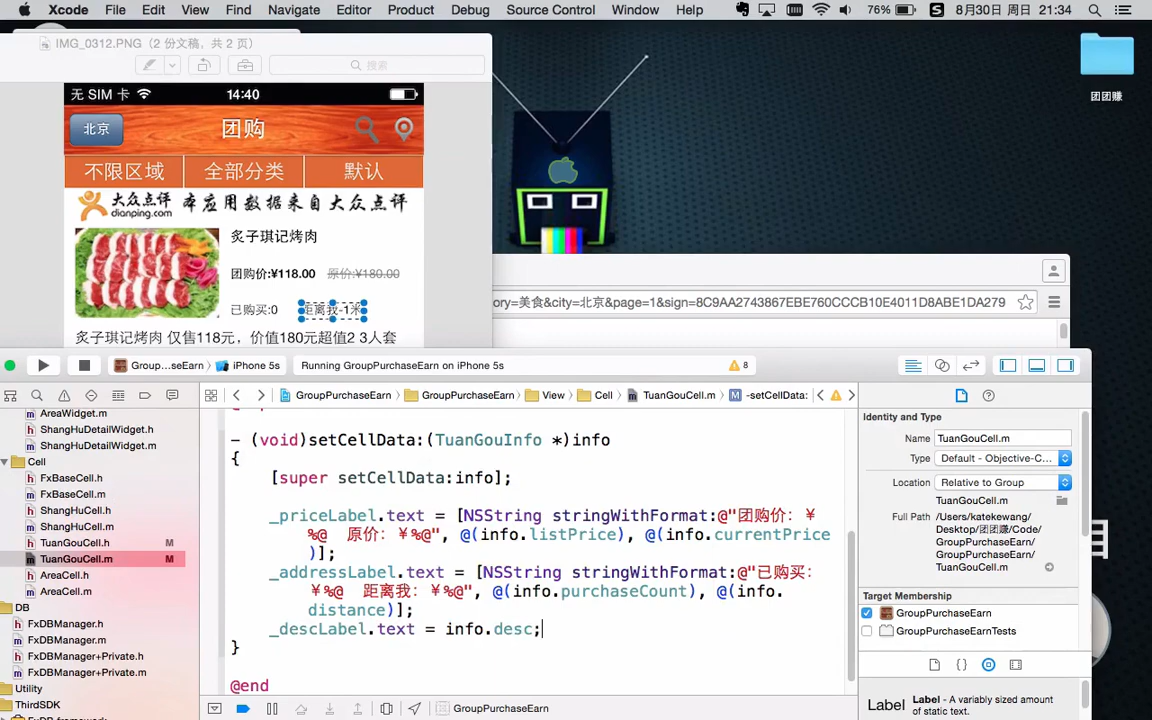 Xcode File Edit View Find Navigate Editor Product Debug Source Control Window Help 76% 8月30日 周日 21:34
IMG_0312.PNG (2 份文稿，共 2 页)
搜索
团团赚
无 SIM 卡 14:40
北京 团购
不限区域 全部分类 默认
大众点评 dianping.com 本应用数据来自大众点评
炙子琪记烤肉
团购价:¥118.00 原价:¥180.00
已购买:0 距离我-1米
炙子琪记烤肉 仅售118元，价值180元超值2 3人套
ory=美食&city=北京&page=1&sign=8C9AA2743867EBE760CCCB10E4011D8ABE1DA279
Group...seEarn iPhone 5s Running GroupPurchaseEarn on iPhone 5s 8
GroupPurchaseEarn GroupPurchaseEarn View Cell TuanGouCell.m -setCellData:
AreaWidget.m
ShangHuDetailWidget.h
ShangHuDetailWidget.m
Cell
FxBaseCell.h
FxBaseCell.m
ShangHuCell.h
ShangHuCell.m
TuanGouCell.h M
TuanGouCell.m M
AreaCell.h
AreaCell.m
DB
FxDBManager.h
FxDBManager.m
FxDBManager+Private.h
FxDBManager+Private.m
Utility
ThirdSDK
- (void)setCellData:(TuanGouInfo *)info
{
[super setCellData:info];
_priceLabel.text = [NSString stringWithFormat:@"团购价：￥
%@ 原价：￥%@", @(info.listPrice), @(info.currentPrice
)];
_addressLabel.text = [NSString stringWithFormat:@"已购买：
￥%@ 距离我：￥%@", @(info.purchaseCount), @(info.
distance)];
_descLabel.text = info.desc;
}
@end
GroupPurchaseEarn
Identity and Type
Name TuanGouCell.m
Type Default - Objective-C...
Location Relative to Group
TuanGouCell.m
Full Path /Users/katekewang/
Desktop/团团赚/Code/
GroupPurchaseEarn/
GroupPurchaseEarn/
TuanGouCell.m
Target Membership
GroupPurchaseEarn
GroupPurchaseEarnTests
Label Label - A variably sized amount
of static text.